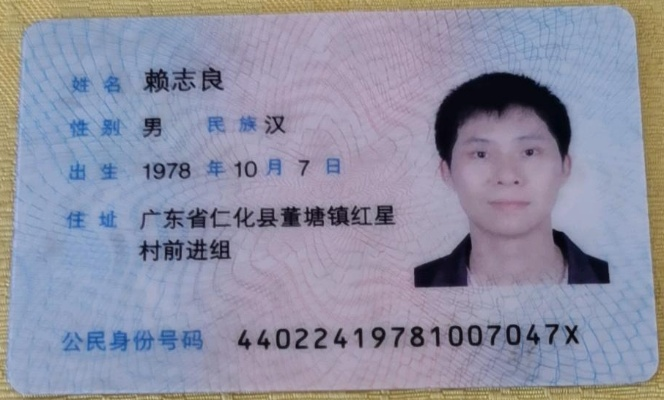 姓名 赖志良
性别 男 民族 汉
出生 1978 年 10 月 7 日
住址 广东省仁化县董塘镇红星
村前进组
公民身份号码 44022419781007047X